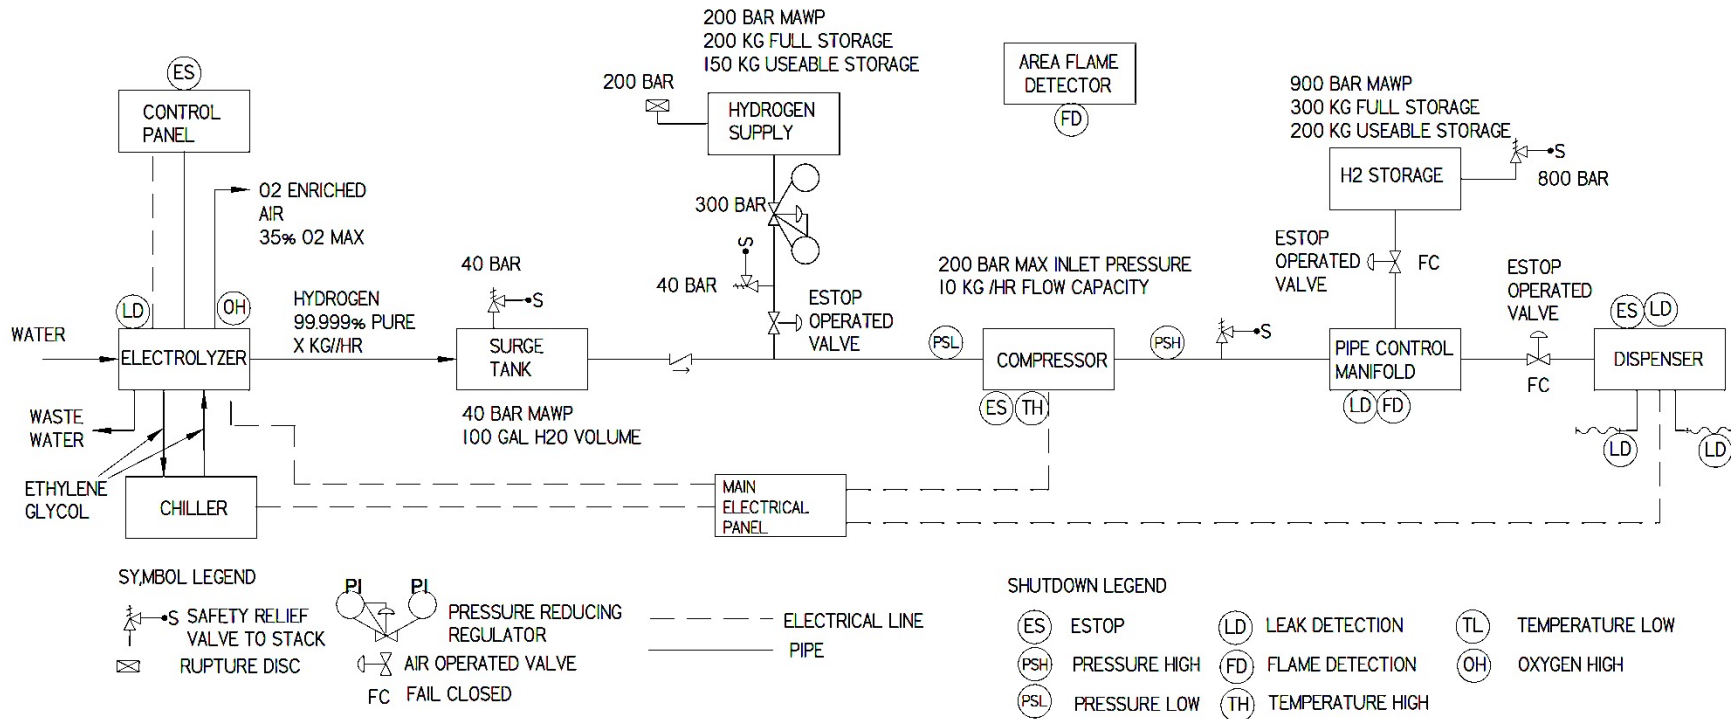 200 BAR MAWP
200 KG FULL STORAGE
150 KG USEABLE STORAGE
ES
CONTROL
PANEL
200 BAR
HYDROGEN
SUPPLY
AREA FLAME
DETECTOR
FD
900 BAR MAWP
300 KG FULL STORAGE
200 KG USEABLE STORAGE
S
H2 STORAGE
800 BAR
O2 ENRICHED
AIR
35% O2 MAX
300 BAR
S
40 BAR
40 BAR
S
ESTOP
OPERATED
VALVE
200 BAR MAX INLET PRESSURE
10 KG /HR FLOW CAPACITY
ESTOP
OPERATED
VALVE
FC
ESTOP
OPERATED
VALVE
LD
OH
HYDROGEN
99.999% PURE
X KG//HR
WATER
ELECTROLYZER
SURGE
TANK
PSL
COMPRESSOR
PSH
S
PIPE CONTROL
MANIFOLD
ES
LD
DISPENSER
FC
ES
TH
LD
FD
WASTE
WATER
40 BAR MAWP
100 GAL H20 VOLUME
LD
LD
ETHYLENE
GLYCOL
CHILLER
MAIN
ELECTRICAL
PANEL
SY,MBOL LEGEND
S
SAFETY RELIEF
VALVE TO STACK
RUPTURE DISC
PI
PI
PRESSURE REDUCING
REGULATOR
AIR OPERATED VALVE
FC
FAIL CLOSED
ELECTRICAL LINE
PIPE
SHUTDOWN LEGEND
ES
ESTOP
LD
LEAK DETECTION
TL
TEMPERATURE LOW
PSH
PRESSURE HIGH
FD
FLAME DETECTION
OH
OXYGEN HIGH
PSL
PRESSURE LOW
TH
TEMPERATURE HIGH